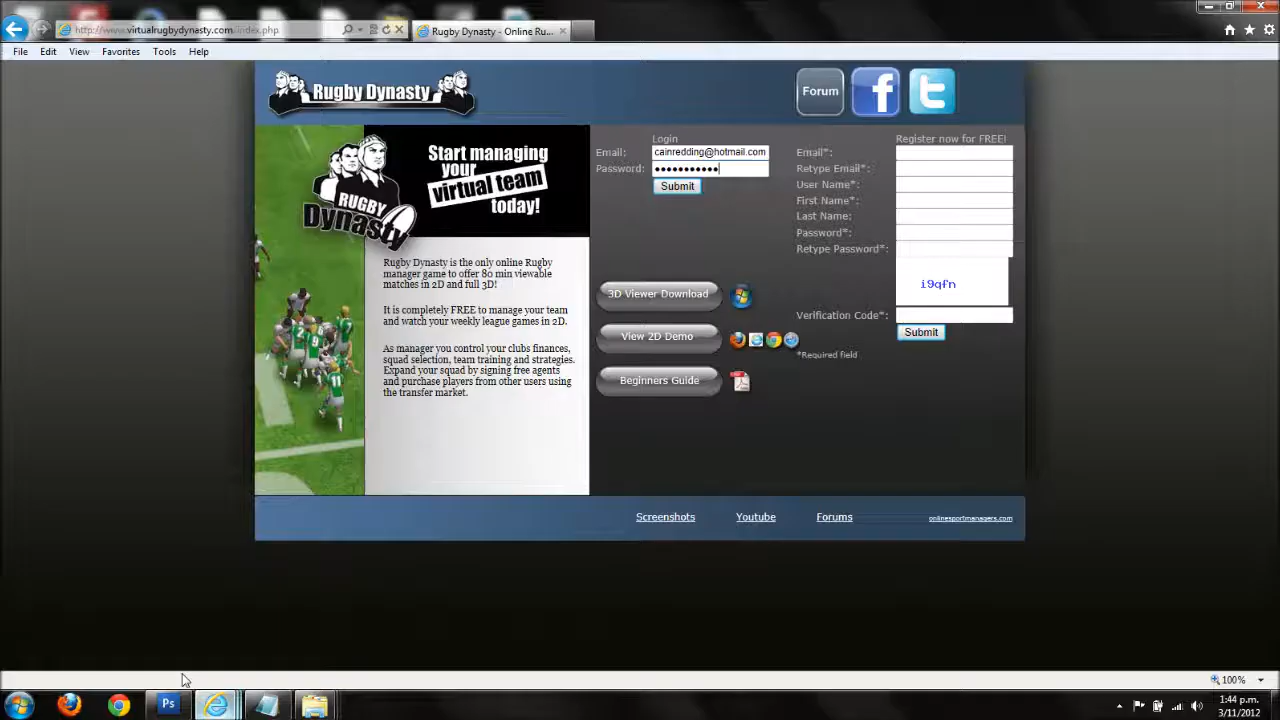 http://www.virtualrugbydynasty.com/index.php
Rugby Dynasty - Online Ru...
File Edit View Favorites Tools Help
Rugby Dynasty
Forum
Start managing
your
virtual team
today!
RUGBY
Dynasty
Rugby Dynasty is the only online Rugby
manager game to offer 80 min viewable
matches in 2D and full 3D!
It is completely FREE to manage your team
and watch your weekly league games in 2D.
As manager you control your clubs finances,
squad selection, team training and strategies.
Expand your squad by signing free agents
and purchase players from other users using
the transfer market.
Login
Email: cainredding@hotmail.com
Password: •••••••••••
Submit
3D Viewer Download
View 2D Demo
Beginners Guide
Register now for FREE!
Email*:
Retype Email*:
User Name*:
First Name*:
Last Name:
Password*:
Retype Password*:
i9qfn
Verification Code*:
Submit
*Required field
Screenshots Youtube Forums onlinesportmanagers.com
100%
Ps
1:44 p.m.
3/11/2012